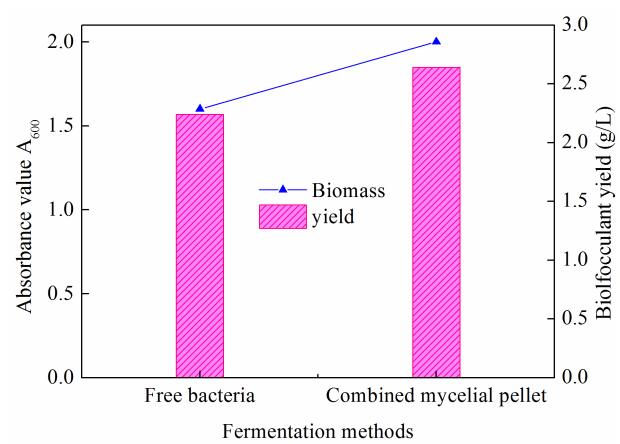 Absorbance value A600
2.0
1.5
1.0
0.5
0.0
Biomass
yield
3.0
2.5
2.0
1.5
1.0
0.5
0.0
Biolfocculant yield (g/L)
Free bacteria
Combined mycelial pellet
Fermentation methods